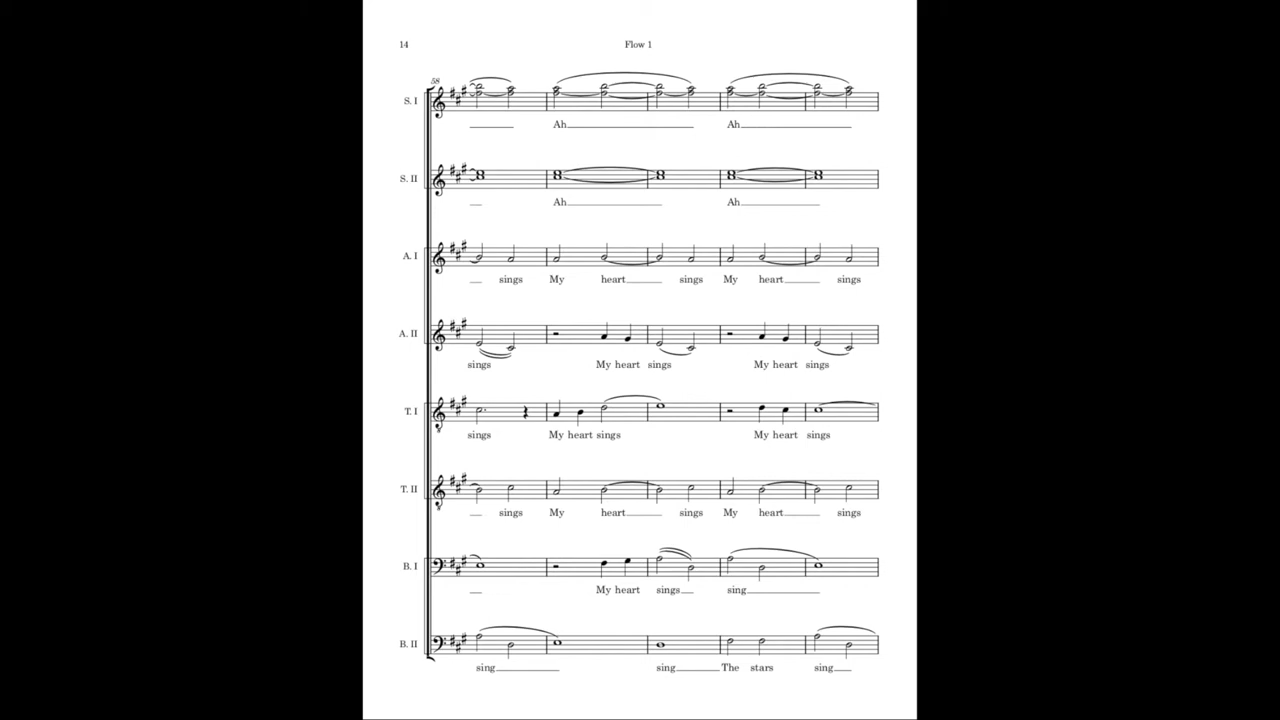 14 Flow 1
58
S. I
Ah Ah
S. II
Ah Ah
A. I
sings My heart sings My heart sings
A. II
sings My heart sings My heart sings
T. I
sings My heart sings My heart sings
T. II
sings My heart sings My heart sings
B. I
My heart sings sing
B. II
sing sing The stars sing